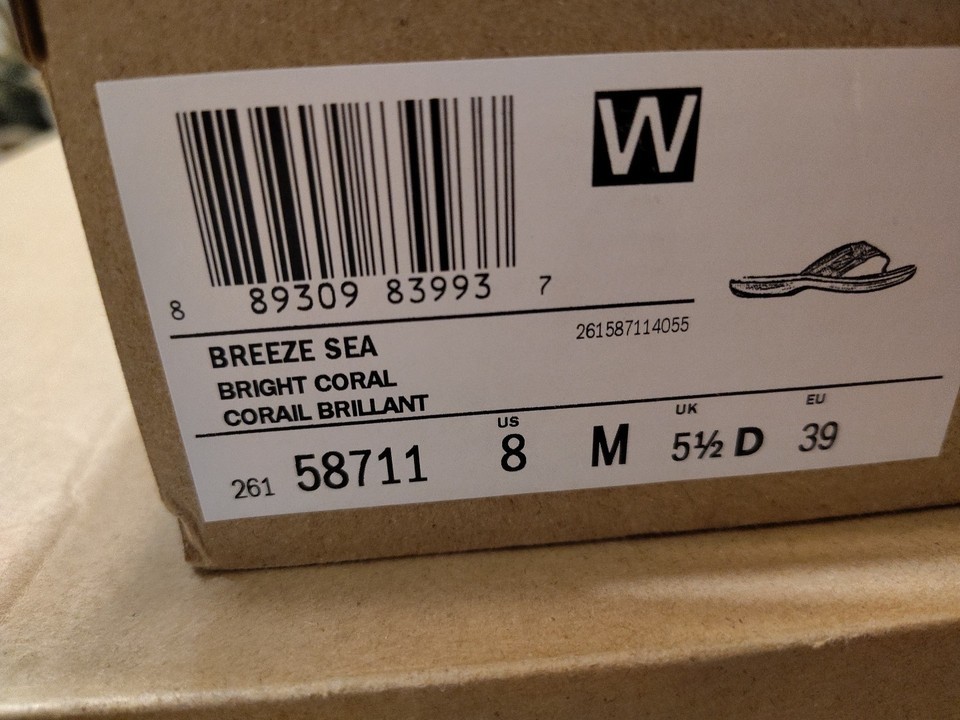 W
8 89309 83993 7
261587114055
BREEZE SEA
BRIGHT CORAL
CORAIL BRILLANT
US UK EU
261 58711 8 M 5½ D 39